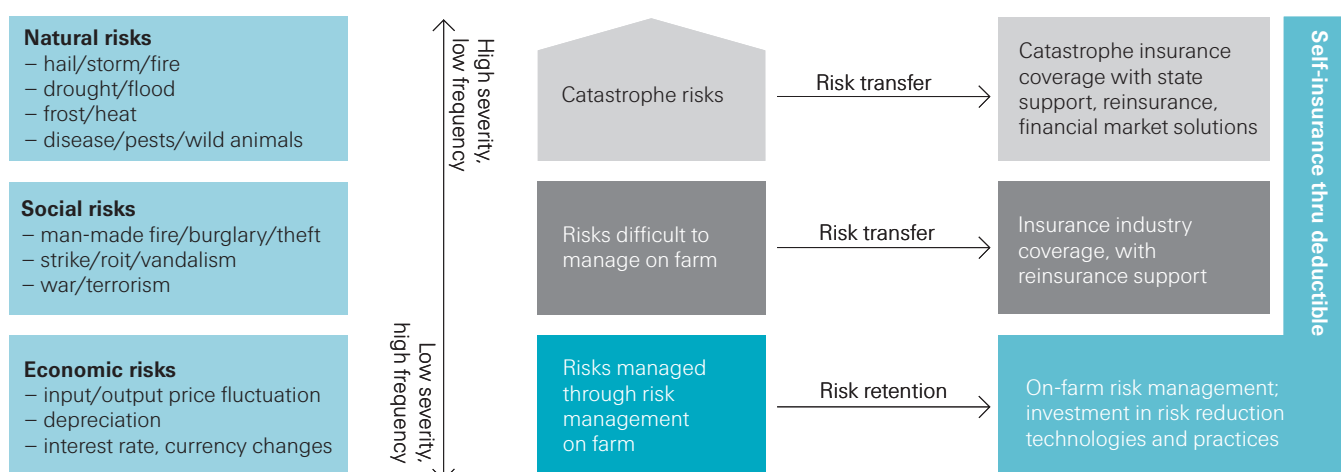 Natural risks
– hail/storm/fire
– drought/flood
– frost/heat
– disease/pests/wild animals
Social risks
– man-made fire/burglary/theft
– strike/roit/vandalism
– war/terrorism
Economic risks
– input/output price fluctuation
– depreciation
– interest rate, currency changes
High severity,
low frequency
Low severity,
high frequency
Catastrophe risks
Risk transfer
Catastrophe insurance
coverage with state
support, reinsurance,
financial market solutions
Risks difficult to
manage on farm
Risk transfer
Insurance industry
coverage, with
reinsurance support
Risks managed
through risk
management
on farm
Risk retention
On-farm risk management;
investment in risk reduction
technologies and practices
Self-insurance thru deductible